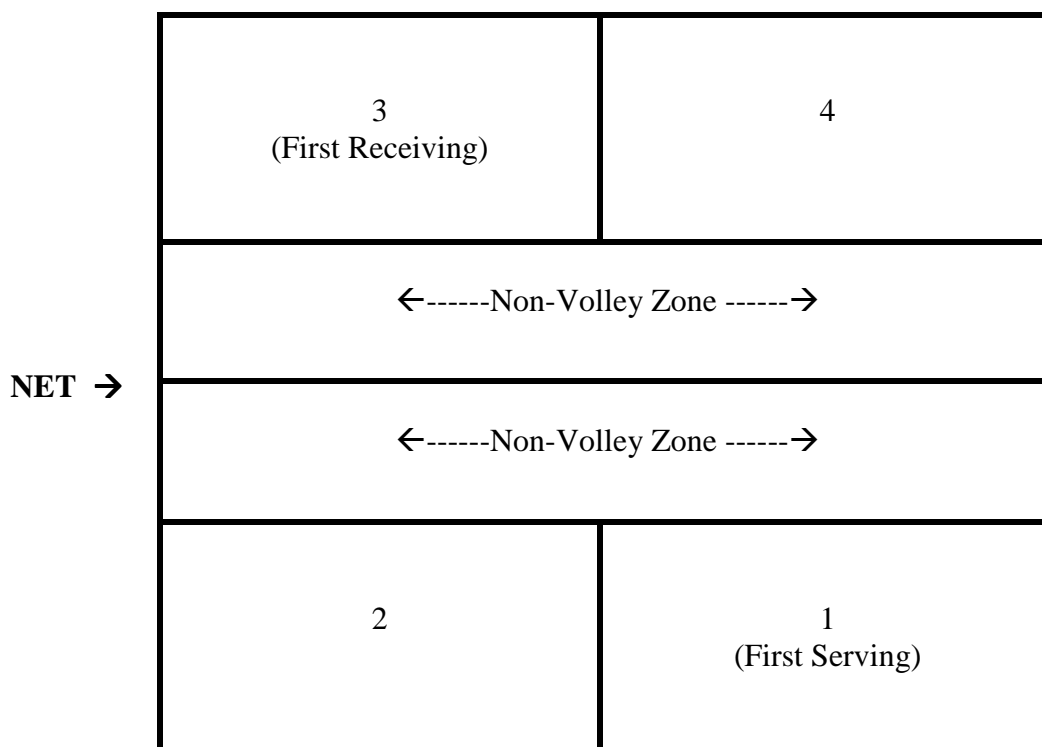 3
(First Receiving)
4
←------Non-Volley Zone ------→
NET →
←------Non-Volley Zone ------→
2
1
(First Serving)